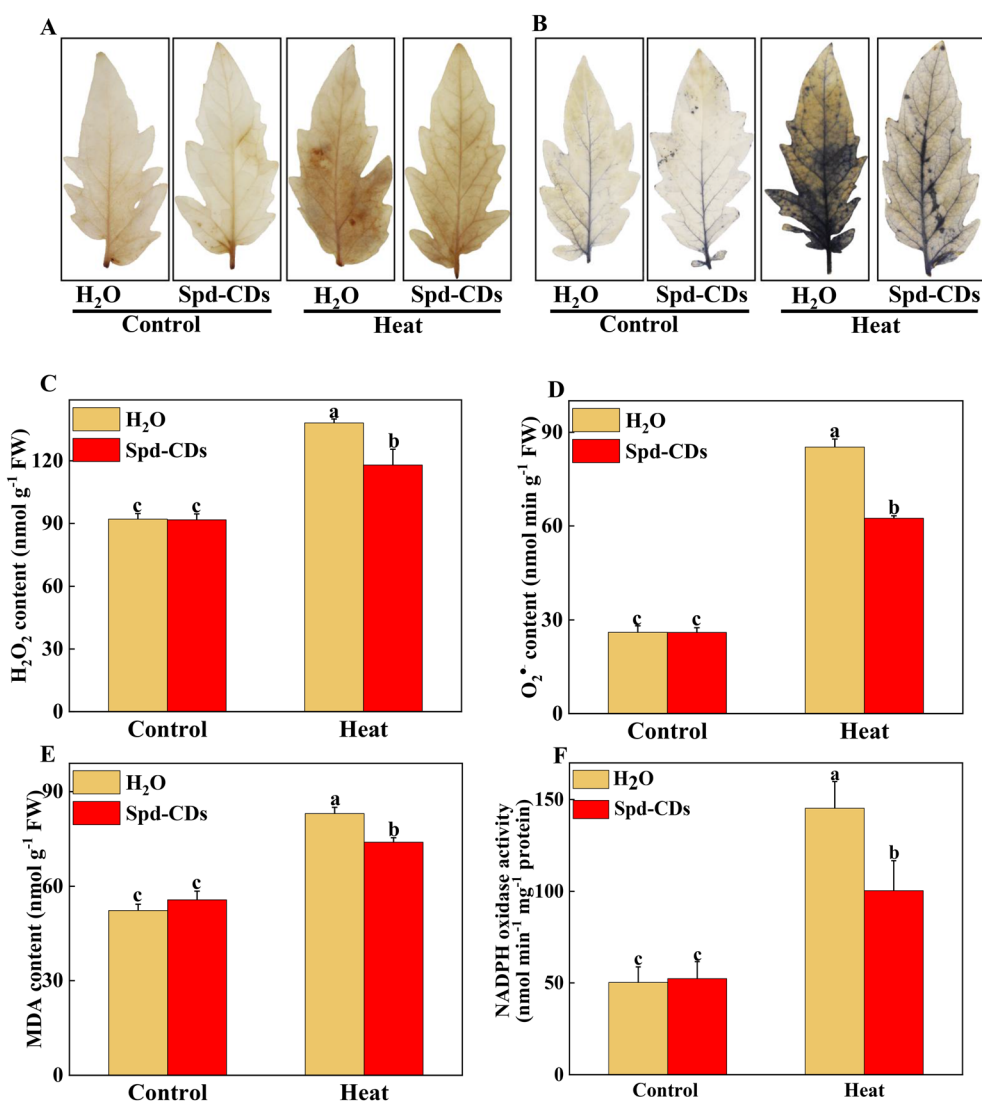 A
B
H₂O Spd-CDs H₂O Spd-CDs
Control Heat
H₂O Spd-CDs H₂O Spd-CDs
Control Heat
C
H₂O₂ content (nmol g⁻¹ FW)
120
90
60
30
0
H₂O
Spd-CDs
c c a b
Control Heat
D
O₂•⁻ content (nmol min g⁻¹ FW)
90
60
30
0
H₂O
Spd-CDs
c c a b
Control Heat
E
MDA content (nmol g⁻¹ FW)
90
60
30
0
H₂O
Spd-CDs
c c a b
Control Heat
F
NADPH oxidase activity
(nmol min⁻¹ mg⁻¹ protein)
150
100
50
0
H₂O
Spd-CDs
c c a b
Control Heat